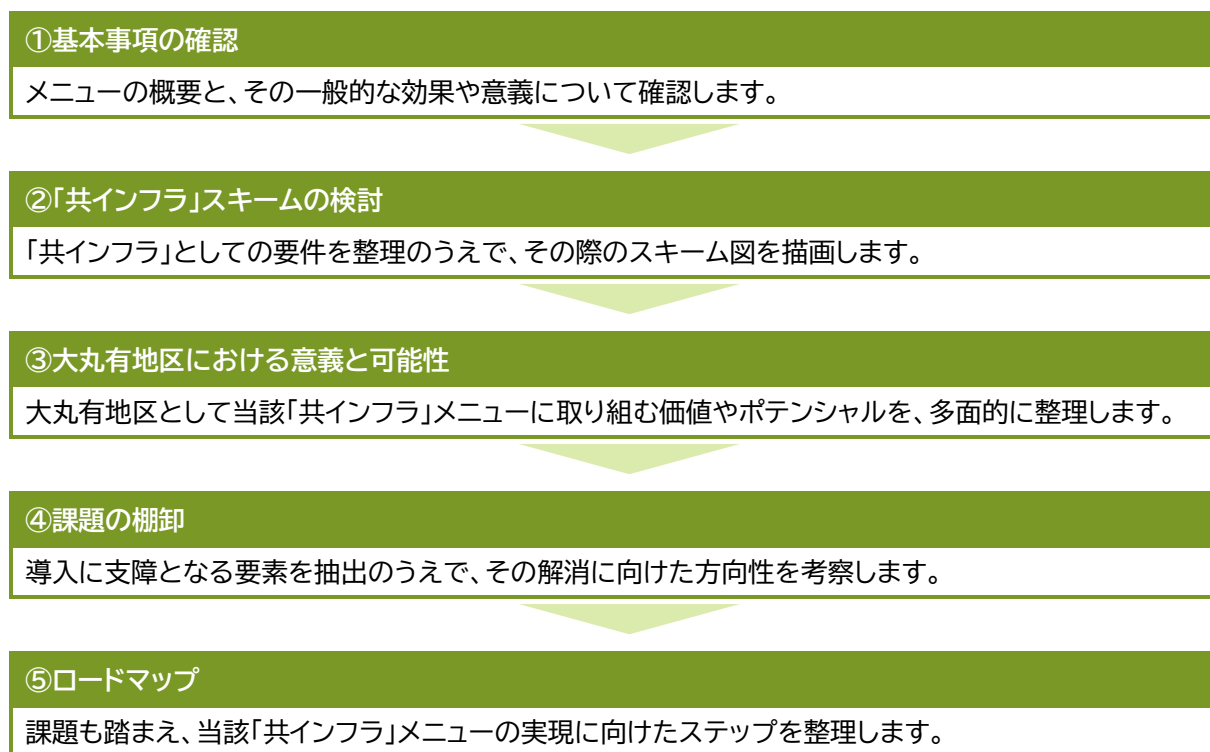 ①基本事項の確認
メニューの概要と、その一般的な効果や意義について確認します。
②「共インフラ」スキームの検討
「共インフラ」としての要件を整理のうえで、その際のスキーム図を描画します。
③大丸有地区における意義と可能性
大丸有地区として当該「共インフラ」メニューに取り組む価値やポテンシャルを、多面的に整理します。
④課題の棚卸
導入に支障となる要素を抽出のうえで、その解消に向けた方向性を考察します。
⑤ロードマップ
課題も踏まえ、当該「共インフラ」メニューの実現に向けたステップを整理します。